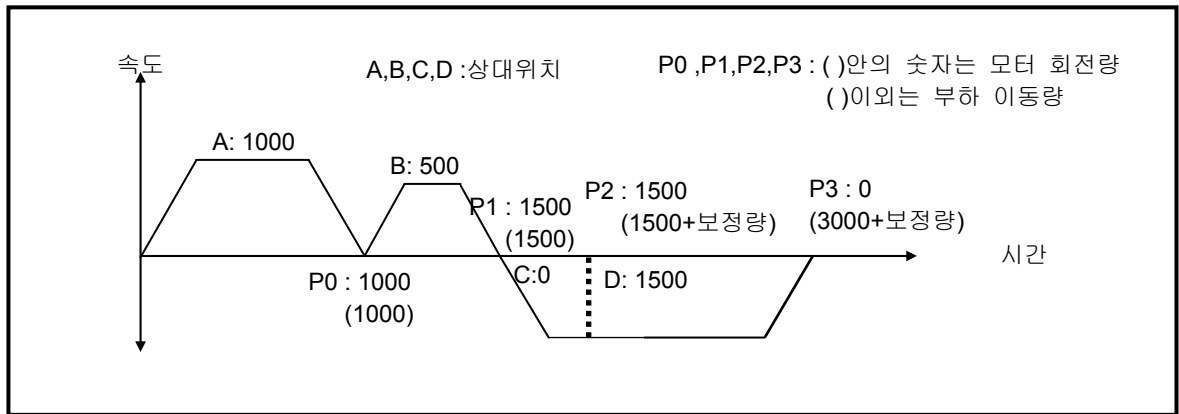 속도
A,B,C,D :상대위치
P0 ,P1,P2,P3 : ( )안의 숫자는 모터 회전량
( )이외는 부하 이동량
A: 1000
B: 500
P1 : 1500
(1500)
P2 : 1500
(1500+보정량)
P3 : 0
(3000+보정량)
시간
P0 : 1000
(1000)
C:0
D: 1500